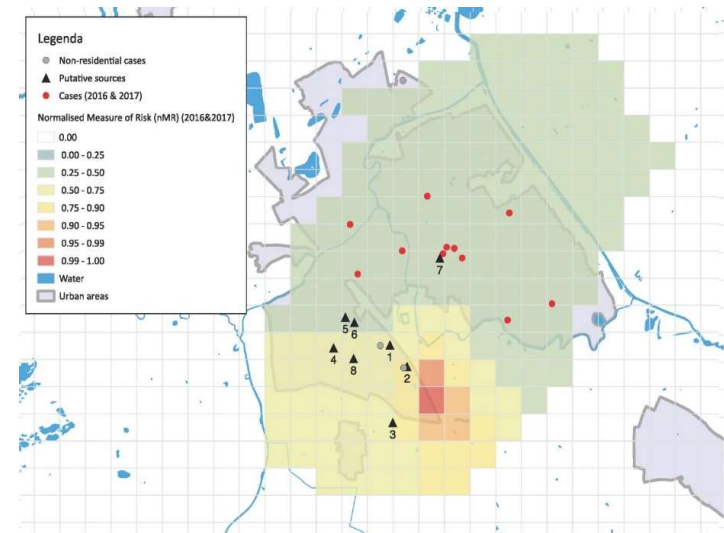 Legenda
Non-residential cases
Putative sources
Cases (2016 & 2017)
Normalised Measure of Risk (nMR) (2016&2017)
0.00
0.00 - 0.25
0.25 - 0.50
0.50 - 0.75
0.75 - 0.90
0.90 - 0.95
0.95 - 0.99
0.99 - 1.00
Water
Urban areas
7
5
6
4
1
8
2
3